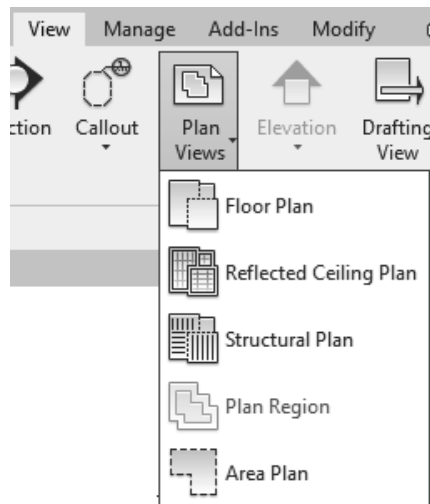 View Manage Add-Ins Modify
ction Callout Plan Elevation Drafting
Views View
Floor Plan
Reflected Ceiling Plan
Structural Plan
Plan Region
Area Plan